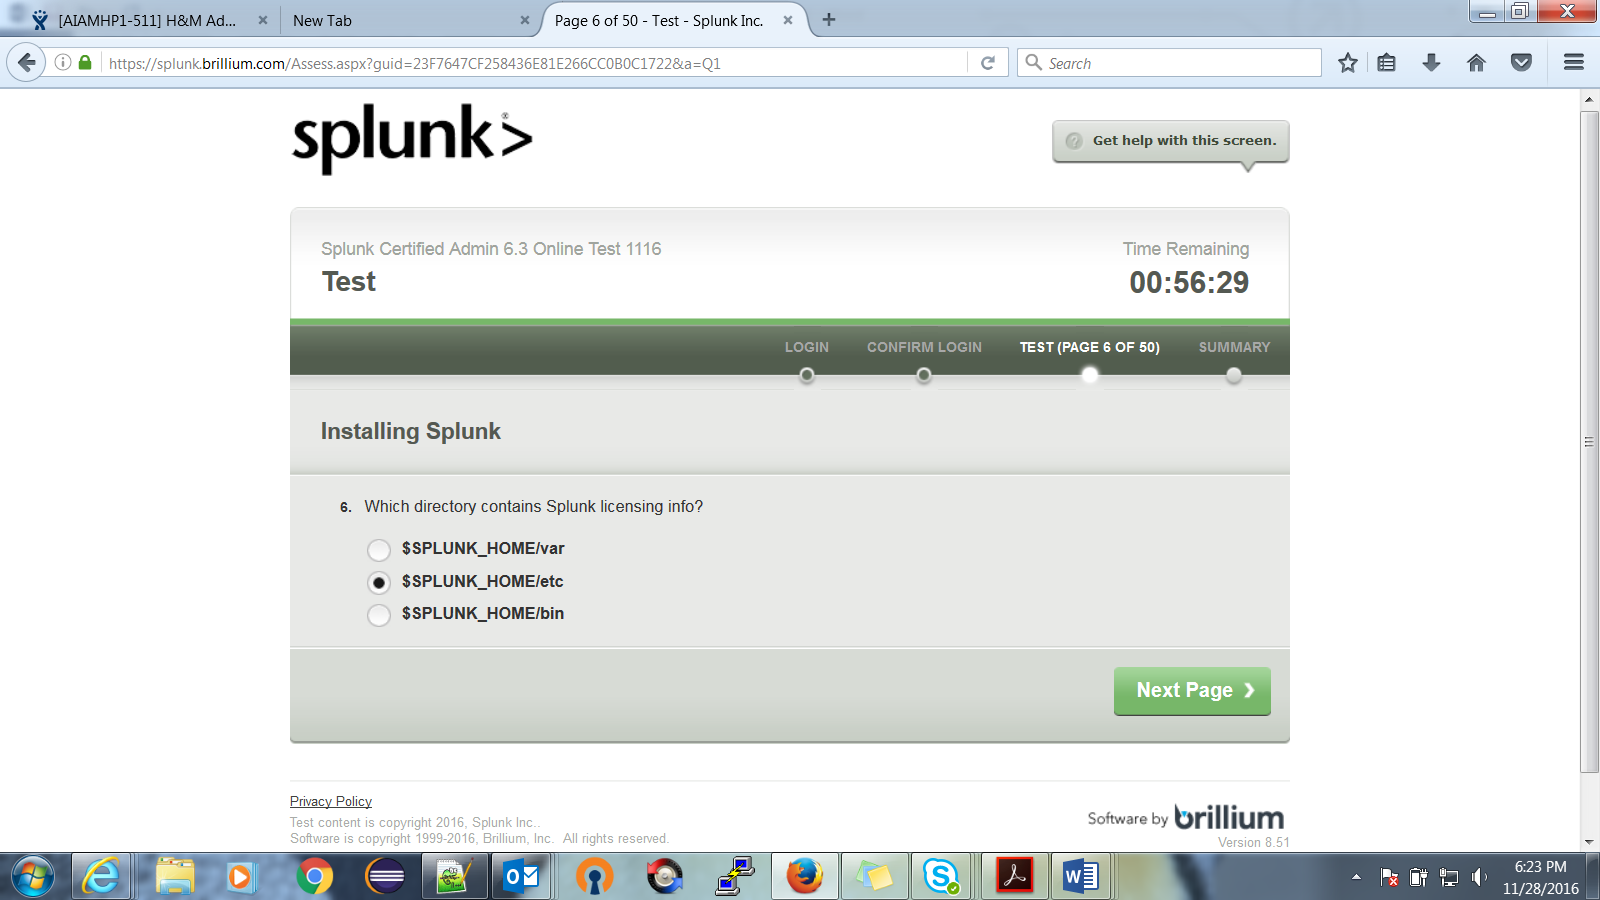 [AIAMHP1-511] H&M Ad...
New Tab
Page 6 of 50 - Test - Splunk Inc.
https://splunk.brillium.com/Assess.aspx?guid=23F7647CF258436E81E266CC0B0C1722&a=Q1
Search
splunk>
Get help with this screen.
Splunk Certified Admin 6.3 Online Test 1116
Time Remaining
Test
00:56:29
LOGIN
CONFIRM LOGIN
TEST (PAGE 6 OF 50)
SUMMARY
Installing Splunk
6. Which directory contains Splunk licensing info?
$SPLUNK_HOME/var
$SPLUNK_HOME/etc
$SPLUNK_HOME/bin
Next Page
Privacy Policy
Test content is copyright 2016, Splunk Inc..
Software is copyright 1999-2016, Brillium, Inc. All rights reserved.
Software by brillium
Version 8.51
6:23 PM
11/28/2016